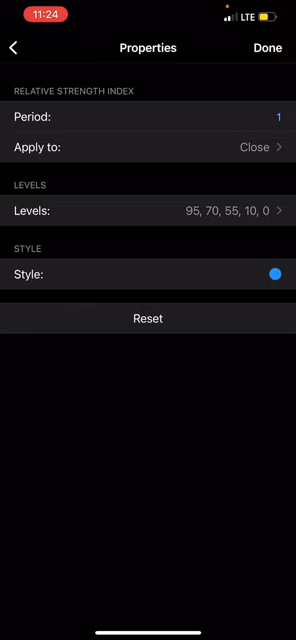 11:24
LTE
Properties
Done
RELATIVE STRENGTH INDEX
Period:
1
Apply to:
Close
LEVELS
Levels:
95, 70, 55, 10, 0
STYLE
Style:
Reset